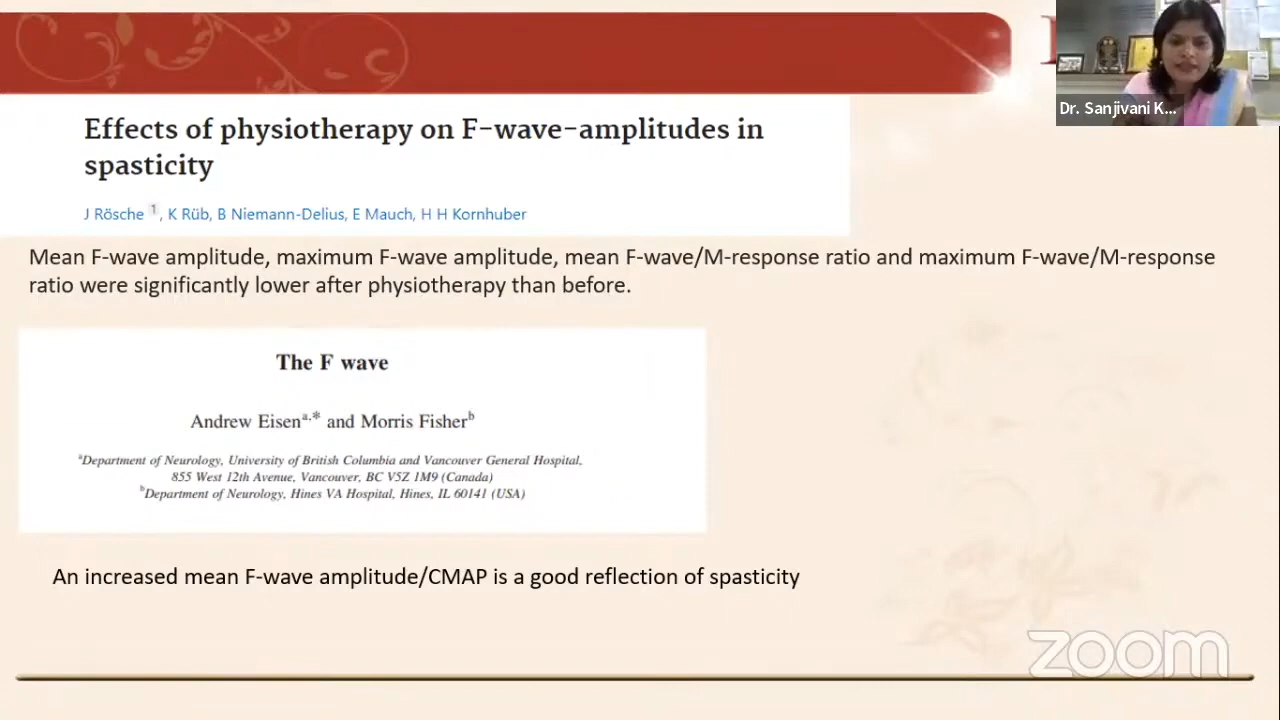 Dr. Sanjivani K...
Effects of physiotherapy on F-wave-amplitudes in
spasticity
J Rösche 1, K Rüb, B Niemann-Delius, E Mauch, H H Kornhuber
Mean F-wave amplitude, maximum F-wave amplitude, mean F-wave/M-response ratio and maximum F-wave/M-response
ratio were significantly lower after physiotherapy than before.
The F wave
Andrew Eisena,* and Morris Fisherb
aDepartment of Neurology, University of British Columbia and Vancouver General Hospital,
855 West 12th Avenue, Vancouver, BC V5Z 1M9 (Canada)
bDepartment of Neurology, Hines VA Hospital, Hines, IL 60141 (USA)
An increased mean F-wave amplitude/CMAP is a good reflection of spasticity
zoom